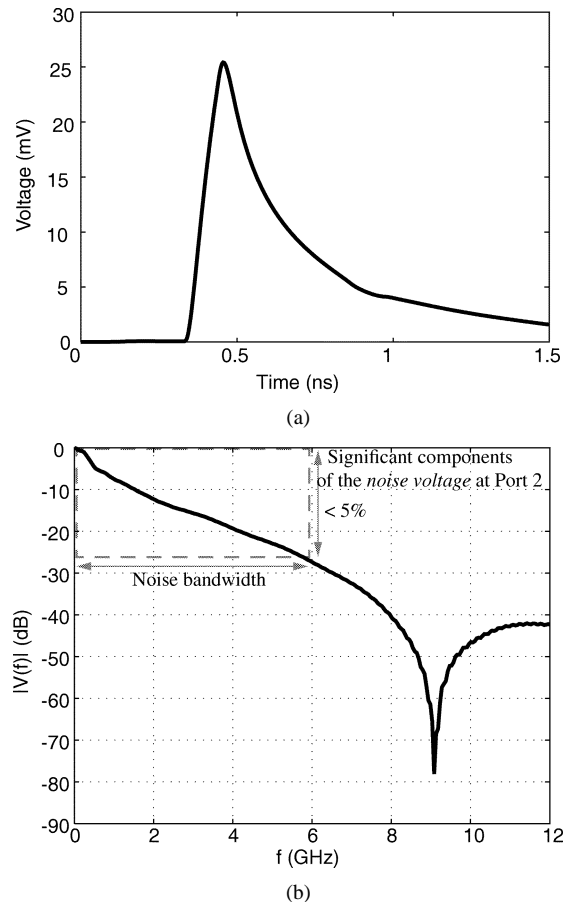 30
25
20
15
10
5
0
Voltage (mV)
0 0.5 1 1.5
Time (ns)
(a)
0
-10
-20
-30
-40
-50
-60
-70
-80
-90
|V(f)| (dB)
Significant components
of the noise voltage at Port 2
< 5%
Noise bandwidth
0 2 4 6 8 10 12
f (GHz)
(b)